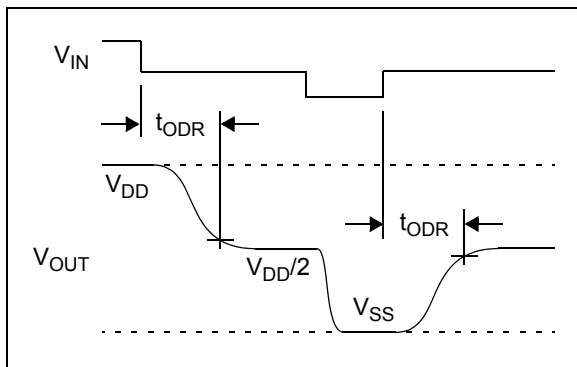 V_IN
t_ODR
V_DD
t_ODR
V_OUT
V_DD/2
V_SS